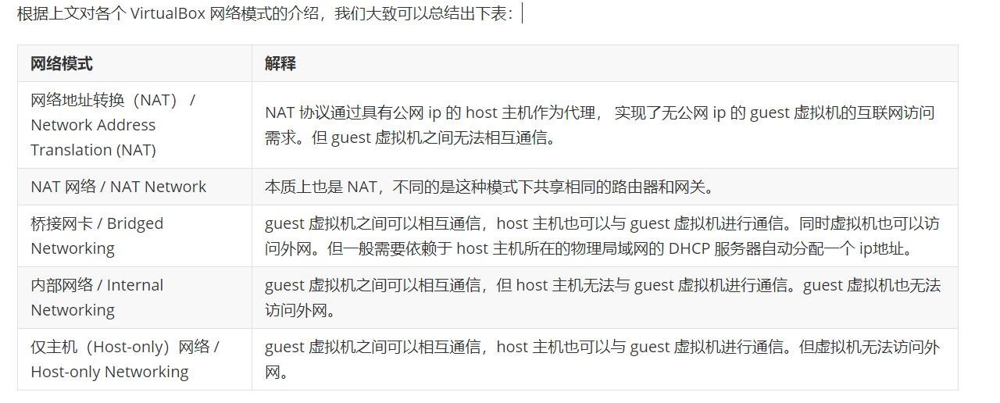 根据上文对各个 VirtualBox 网络模式的介绍，我们大致可以总结出下表：
网络模式
解释
网络地址转换（NAT） /
Network Address
Translation (NAT)
NAT 协议通过具有公网 ip 的 host 主机作为代理， 实现了无公网 ip 的 guest 虚拟机的互联网访问
需求。但 guest 虚拟机之间无法相互通信。
NAT 网络 / NAT Network
本质上也是 NAT，不同的是这种模式下共享相同的路由器和网关。
桥接网卡 / Bridged
Networking
guest 虚拟机之间可以相互通信，host 主机也可以与 guest 虚拟机进行通信。同时虚拟机也可以访
问外网。但一般需要依赖于 host 主机所在的物理局域网的 DHCP 服务器自动分配一个 ip地址。
内部网络 / Internal
Networking
guest 虚拟机之间可以相互通信，但 host 主机无法与 guest 虚拟机进行通信。guest 虚拟机也无法
访问外网。
仅主机（Host-only）网络 /
Host-only Networking
guest 虚拟机之间可以相互通信，host 主机也可以与 guest 虚拟机进行通信。但虚拟机无法访问外
网。